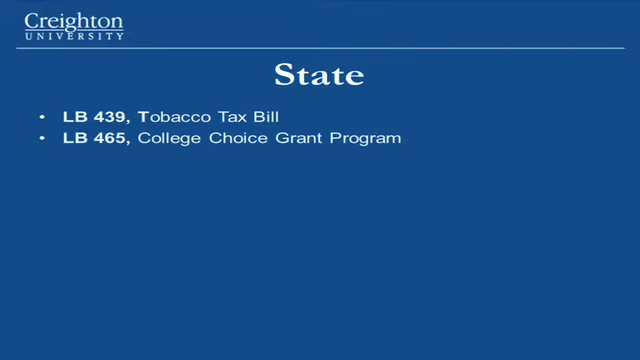 Creighton
UNIVERSITY
State
• LB 439, Tobacco Tax Bill
• LB 465, College Choice Grant Program